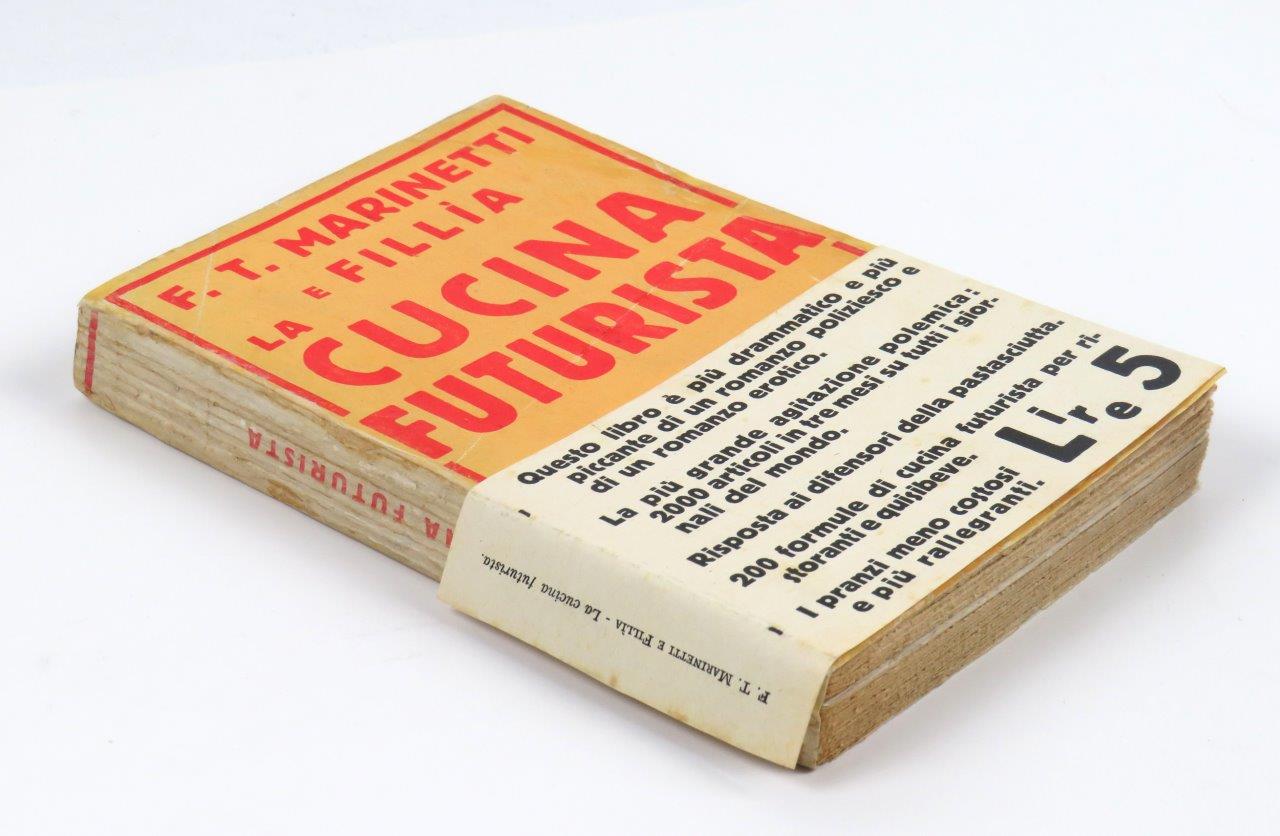 F. T. MARINETTI
E FILLiA
LA
CUCINA
FUTURISTA
Questo libro è più drammatico e più
piccante di un romanzo poliziesco e
di un romanzo erotico.
La più grande agitazione polemica:
2000 articoli in tre mesi su tutti i gior-
nali del mondo.
Risposta ai difensori della pastasciutta.
200 formule di cucina futurista per ri-
storanti e quisibeve.
I pranzi meno costosi
e più rallegranti.
Lire 5
FUTURISTA
F. T. MARINETTI E FILLÌA - La cucina futurista.